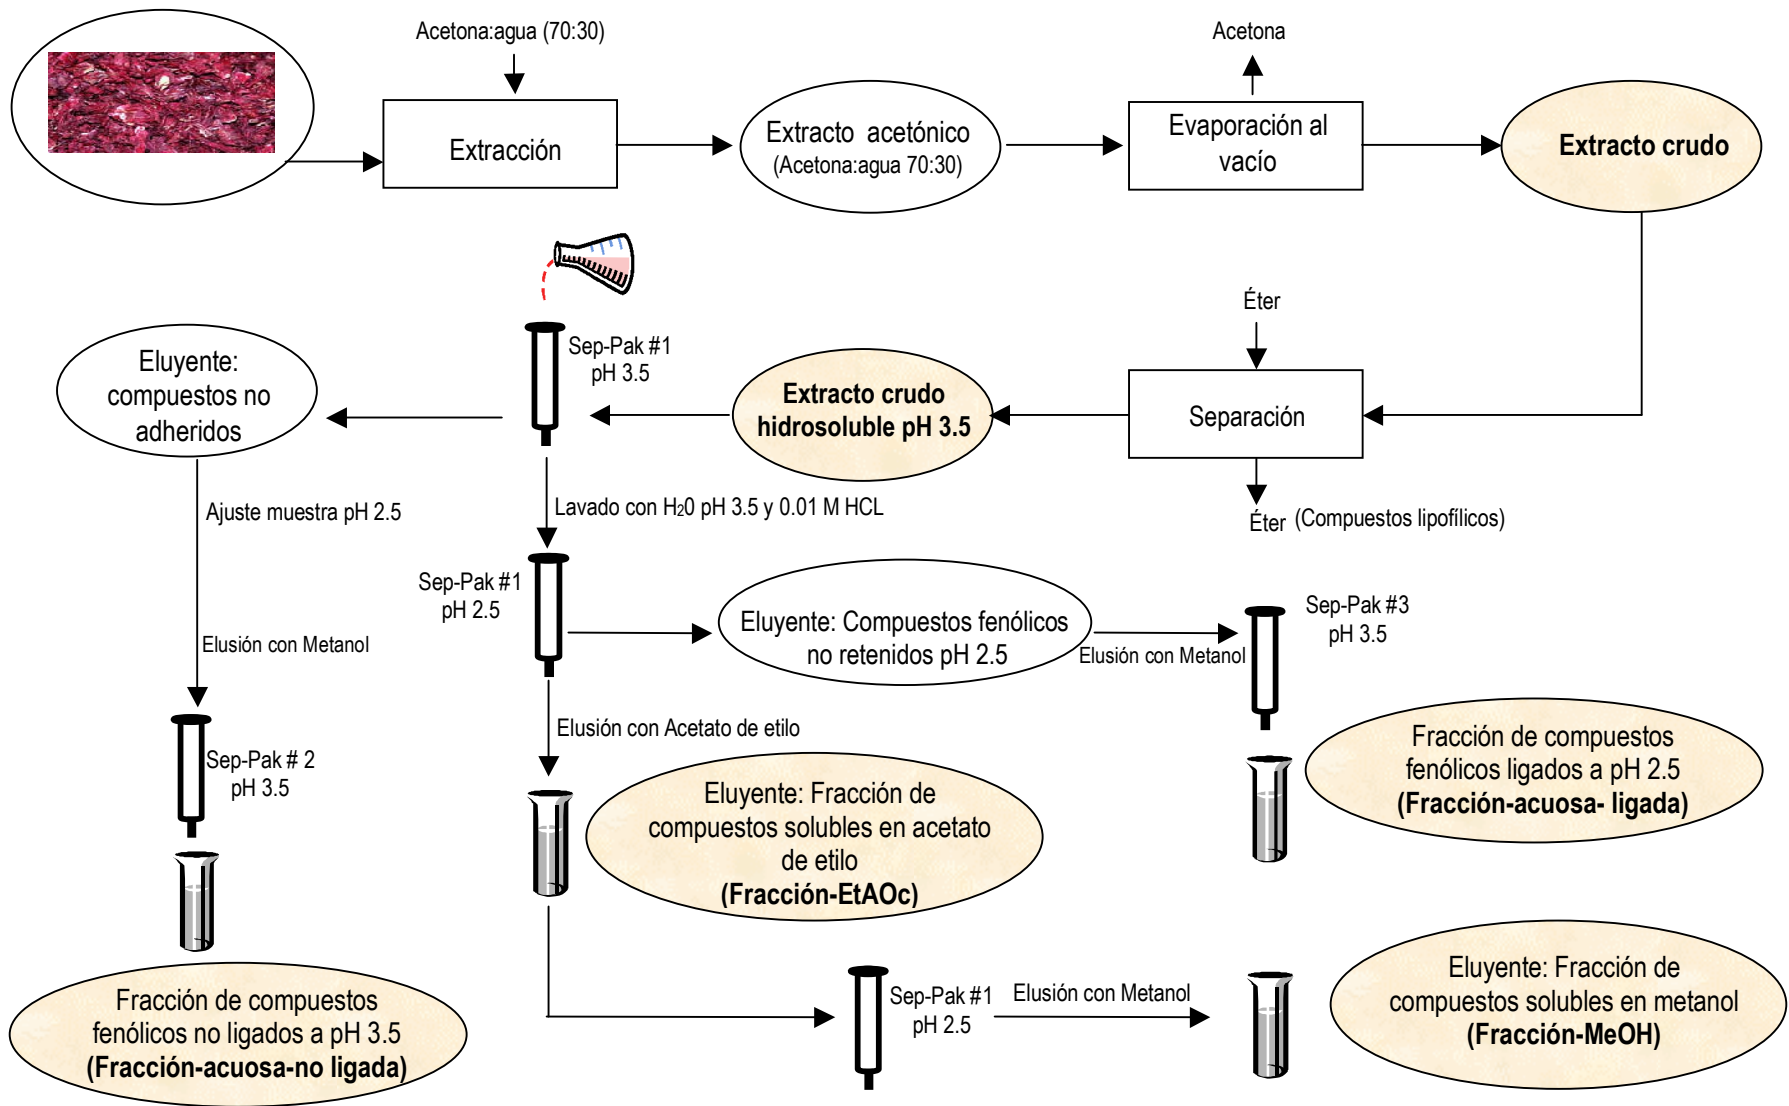 Acetona:agua (70:30)
Acetona
Extracción
Extracto acetónico
(Acetona:agua 70:30)
Evaporación al
vacío
Extracto crudo
Éter
Separación
Éter (Compuestos lipofílicos)
Extracto crudo
hidrosoluble pH 3.5
Sep-Pak #1
pH 3.5
Eluyente:
compuestos no
adheridos
Ajuste muestra pH 2.5
Lavado con H20 pH 3.5 y 0.01 M HCL
Sep-Pak #1
pH 2.5
Eluyente: Compuestos fenólicos
no retenidos pH 2.5
Elusión con Metanol
Sep-Pak #3
pH 3.5
Elusión con Metanol
Elusión con Acetato de etilo
Sep-Pak # 2
pH 3.5
Eluyente: Fracción de
compuestos solubles en acetato
de etilo
(Fracción-EtAOc)
Fracción de compuestos
fenólicos ligados a pH 2.5
(Fracción-acuosa- ligada)
Fracción de compuestos
fenólicos no ligados a pH 3.5
(Fracción-acuosa-no ligada)
Sep-Pak #1
pH 2.5
Elusión con Metanol
Eluyente: Fracción de
compuestos solubles en metanol
(Fracción-MeOH)